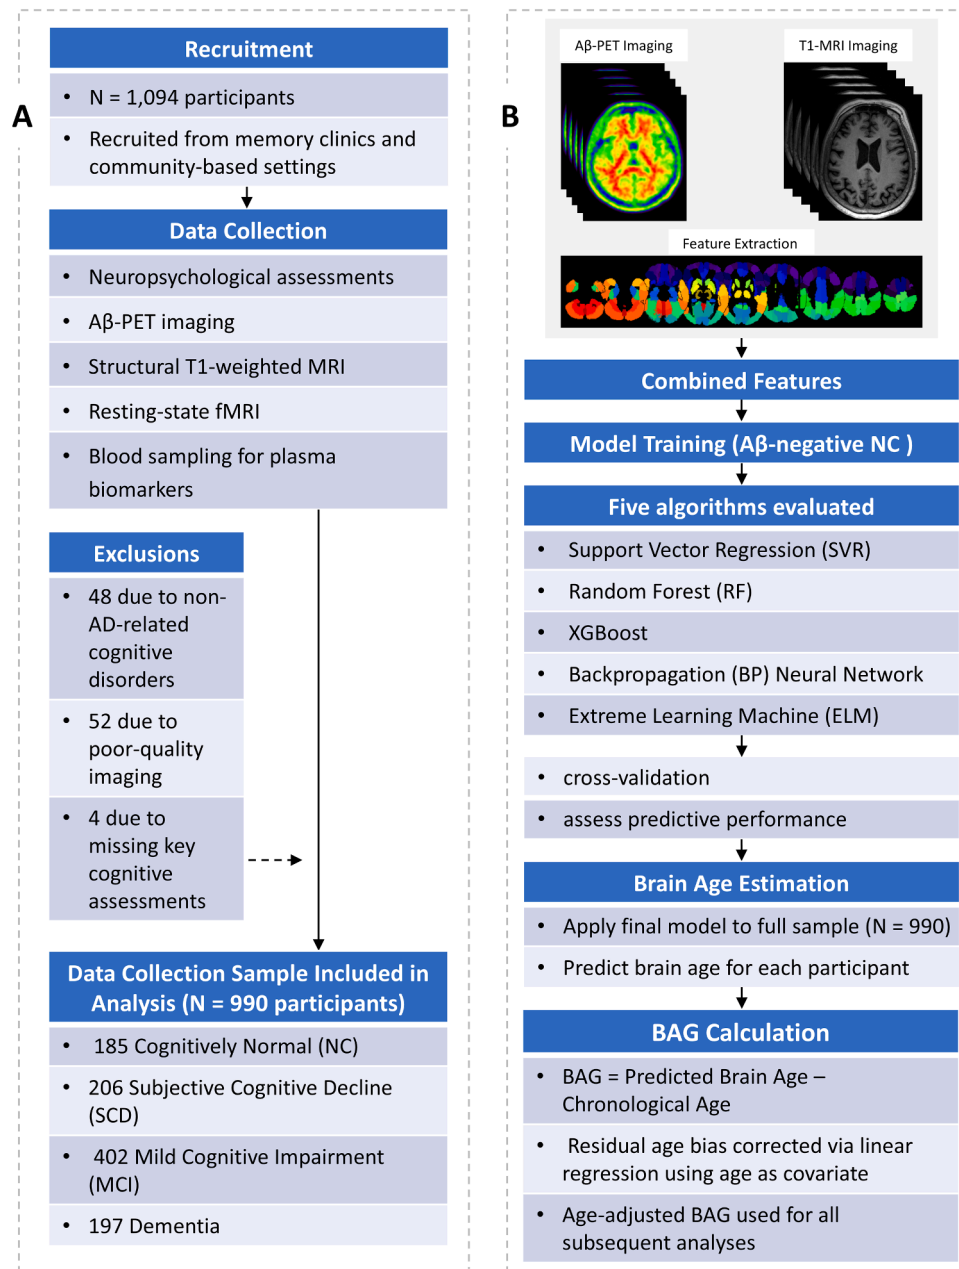 A
Recruitment
• N = 1,094 participants
• Recruited from memory clinics and
community-based settings
Data Collection
• Neuropsychological assessments
• Aβ-PET imaging
• Structural T1-weighted MRI
• Resting-state fMRI
• Blood sampling for plasma
biomarkers
Exclusions
• 48 due to non-
AD-related
cognitive
disorders
• 52 due to
poor-quality
imaging
• 4 due to
missing key
cognitive
assessments
Data Collection Sample Included in
Analysis (N = 990 participants)
• 185 Cognitively Normal (NC)
• 206 Subjective Cognitive Decline
(SCD)
• 402 Mild Cognitive Impairment
(MCI)
• 197 Dementia
B
Aβ-PET Imaging
T1-MRI Imaging
Feature Extraction
Combined Features
Model Training (Aβ-negative NC )
Five algorithms evaluated
• Support Vector Regression (SVR)
• Random Forest (RF)
• XGBoost
• Backpropagation (BP) Neural Network
• Extreme Learning Machine (ELM)
• cross-validation
• assess predictive performance
Brain Age Estimation
• Apply final model to full sample (N = 990)
• Predict brain age for each participant
BAG Calculation
• BAG = Predicted Brain Age –
Chronological Age
• Residual age bias corrected via linear
regression using age as covariate
• Age-adjusted BAG used for all
subsequent analyses